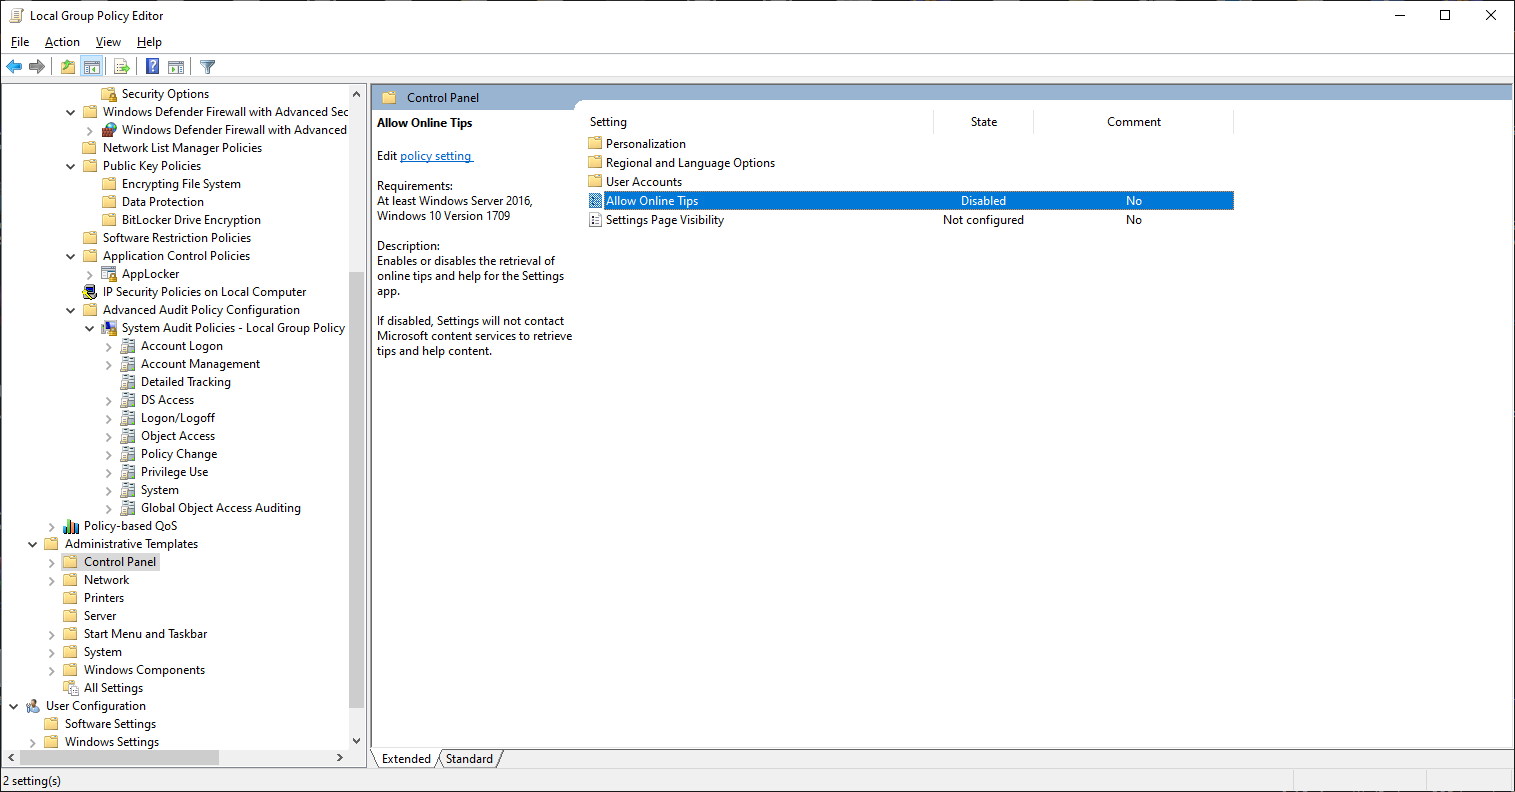 Local Group Policy Editor
File Action View Help
Security Options
Windows Defender Firewall with Advanced Sec
Windows Defender Firewall with Advanced
Network List Manager Policies
Public Key Policies
Encrypting File System
Data Protection
BitLocker Drive Encryption
Software Restriction Policies
Application Control Policies
AppLocker
IP Security Policies on Local Computer
Advanced Audit Policy Configuration
System Audit Policies - Local Group Policy
Account Logon
Account Management
Detailed Tracking
DS Access
Logon/Logoff
Object Access
Policy Change
Privilege Use
System
Global Object Access Auditing
Policy-based QoS
Administrative Templates
Control Panel
Network
Printers
Server
Start Menu and Taskbar
System
Windows Components
All Settings
User Configuration
Software Settings
Windows Settings
Control Panel
Allow Online Tips
Edit policy setting
Requirements:
At least Windows Server 2016,
Windows 10 Version 1709
Description:
Enables or disables the retrieval of
online tips and help for the Settings
app.
If disabled, Settings will not contact
Microsoft content services to retrieve
tips and help content.
Setting State Comment
Personalization
Regional and Language Options
User Accounts
Allow Online Tips Disabled No
Settings Page Visibility Not configured No
Extended Standard
2 setting(s)